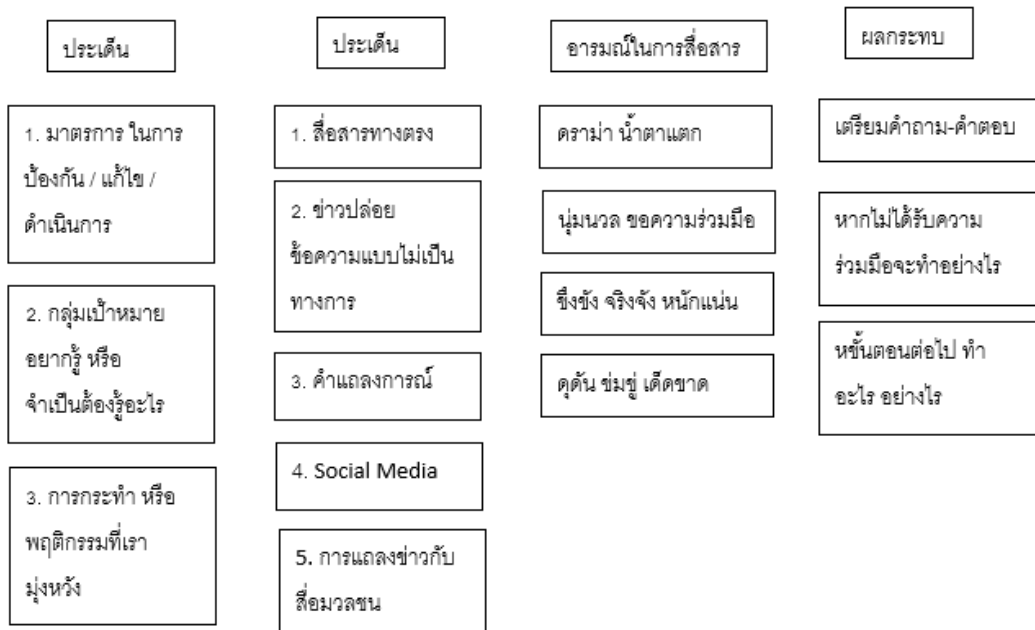 ประเด็น
1. มาตรการ ในการ
ป้องกัน / แก้ไข /
ดำเนินการ
2. กลุ่มเป้าหมาย
อยากรู้ หรือ
จำเป็นต้องรู้อะไร
3. การกระทำ หรือ
พฤติกรรมที่เรา
มุ่งหวัง
ประเด็น
1. สื่อสารทางตรง
2. ข่าวปล่อย
ข้อความแบบไม่เป็น
ทางการ
3. คำแถลงการณ์
4. Social Media
5. การแถลงข่าวกับ
สื่อมวลชน
อารมณ์ในการสื่อสาร
ดราม่า น้ำตาแตก
นุ่มนวล ขอความร่วมมือ
ขึงขัง จริงจัง หนักแน่น
ดุดัน ข่มขู่ เด็ดขาด
ผลกระทบ
เตรียมคำถาม-คำตอบ
หากไม่ได้รับความ
ร่วมมือจะทำอย่างไร
หขั้นตอนต่อไป ทำ
อะไร อย่างไร